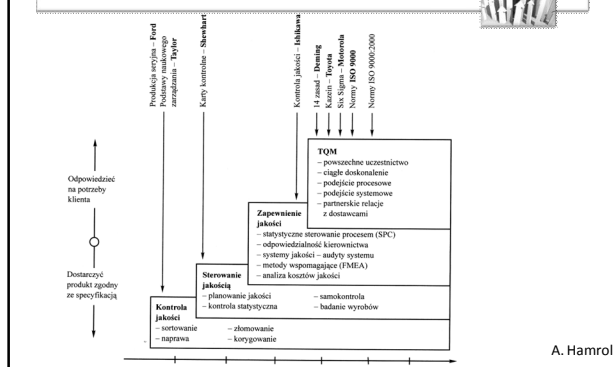 Produkcja seryjna – Ford
Podstawy naukowego
zarządzania – Taylor
Karty kontrolne – Shewhart
Kontrola jakości – Ishikawa
14 zasad – Deming
Kazein – Toyota
Six Sigma – Motorola
Normy ISO 9000
Normy ISO 9000:2000
Odpowiedzieć
na potrzeby
klienta
Dostarczyć
produkt zgodny
ze specyfikacją
TQM
– powszechne uczestnictwo
– ciągłe doskonalenie
– podejście procesowe
– podejście systemowe
– partnerskie relacje
z dostawcami
Zapewnienie
jakości
– statystyczne sterowanie procesem (SPC)
– odpowiedzialność kierownictwa
– systemy jakości – audyty systemu
– metody wspomagające (FMEA)
– analiza kosztów jakości
Sterowanie
jakością
– planowanie jakości – samokontrola
– kontrola statystyczna – badanie wyrobów
Kontrola
jakości
– sortowanie – złomowanie
– naprawa – korygowanie
A. Hamrol